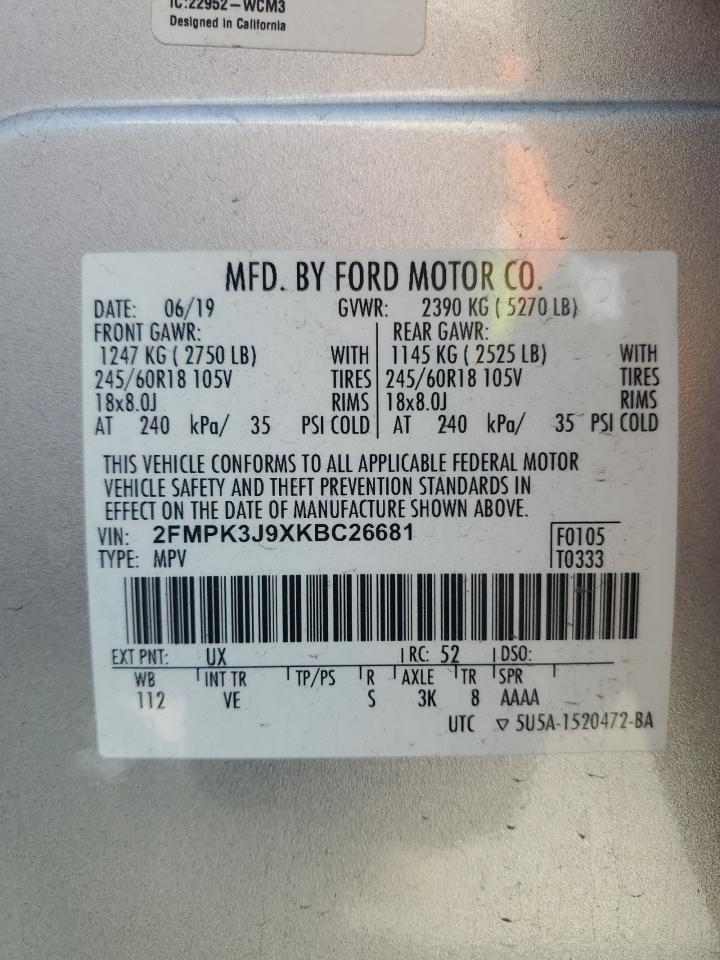 IC:22952-WCM3
Designed in California
MFD. BY FORD MOTOR CO.
DATE: 06/19 GVWR: 2390 KG ( 5270 LB)
FRONT GAWR: REAR GAWR:
1247 KG ( 2750 LB) WITH 1145 KG ( 2525 LB) WITH
245/60R18 105V TIRES 245/60R18 105V TIRES
18x8.0J RIMS 18x8.0J RIMS
AT 240 kPa/ 35 PSI COLD AT 240 kPa/ 35 PSI COLD
THIS VEHICLE CONFORMS TO ALL APPLICABLE FEDERAL MOTOR
VEHICLE SAFETY AND THEFT PREVENTION STANDARDS IN
EFFECT ON THE DATE OF MANUFACTURE SHOWN ABOVE.
VIN: 2FMPK3J9XKBC26681 F0105
TYPE: MPV T0333
EXT PNT: UX RC: 52 DSO:
WB INT TR TP/PS R AXLE TR SPR
112 VE S 3K 8 AAAA
UTC ▽ 5U5A-1520472-BA